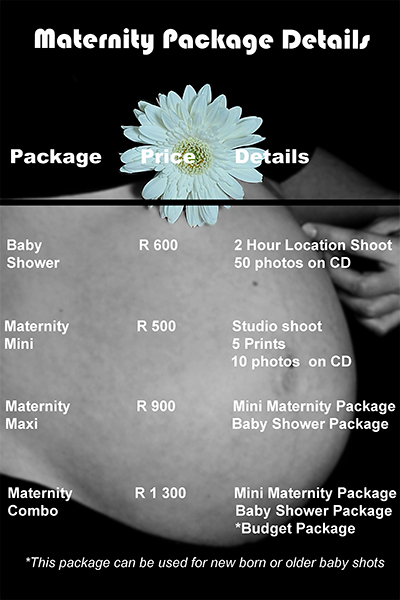 Maternity Package Details
Package Price Details
Baby Shower R 600 2 Hour Location Shoot
50 photos on CD
Maternity Mini R 500 Studio shoot
5 Prints
10 photos on CD
Maternity Maxi R 900 Mini Maternity Package
Baby Shower Package
Maternity Combo R 1 300 Mini Maternity Package
Baby Shower Package
*Budget Package
*This package can be used for new born or older baby shots